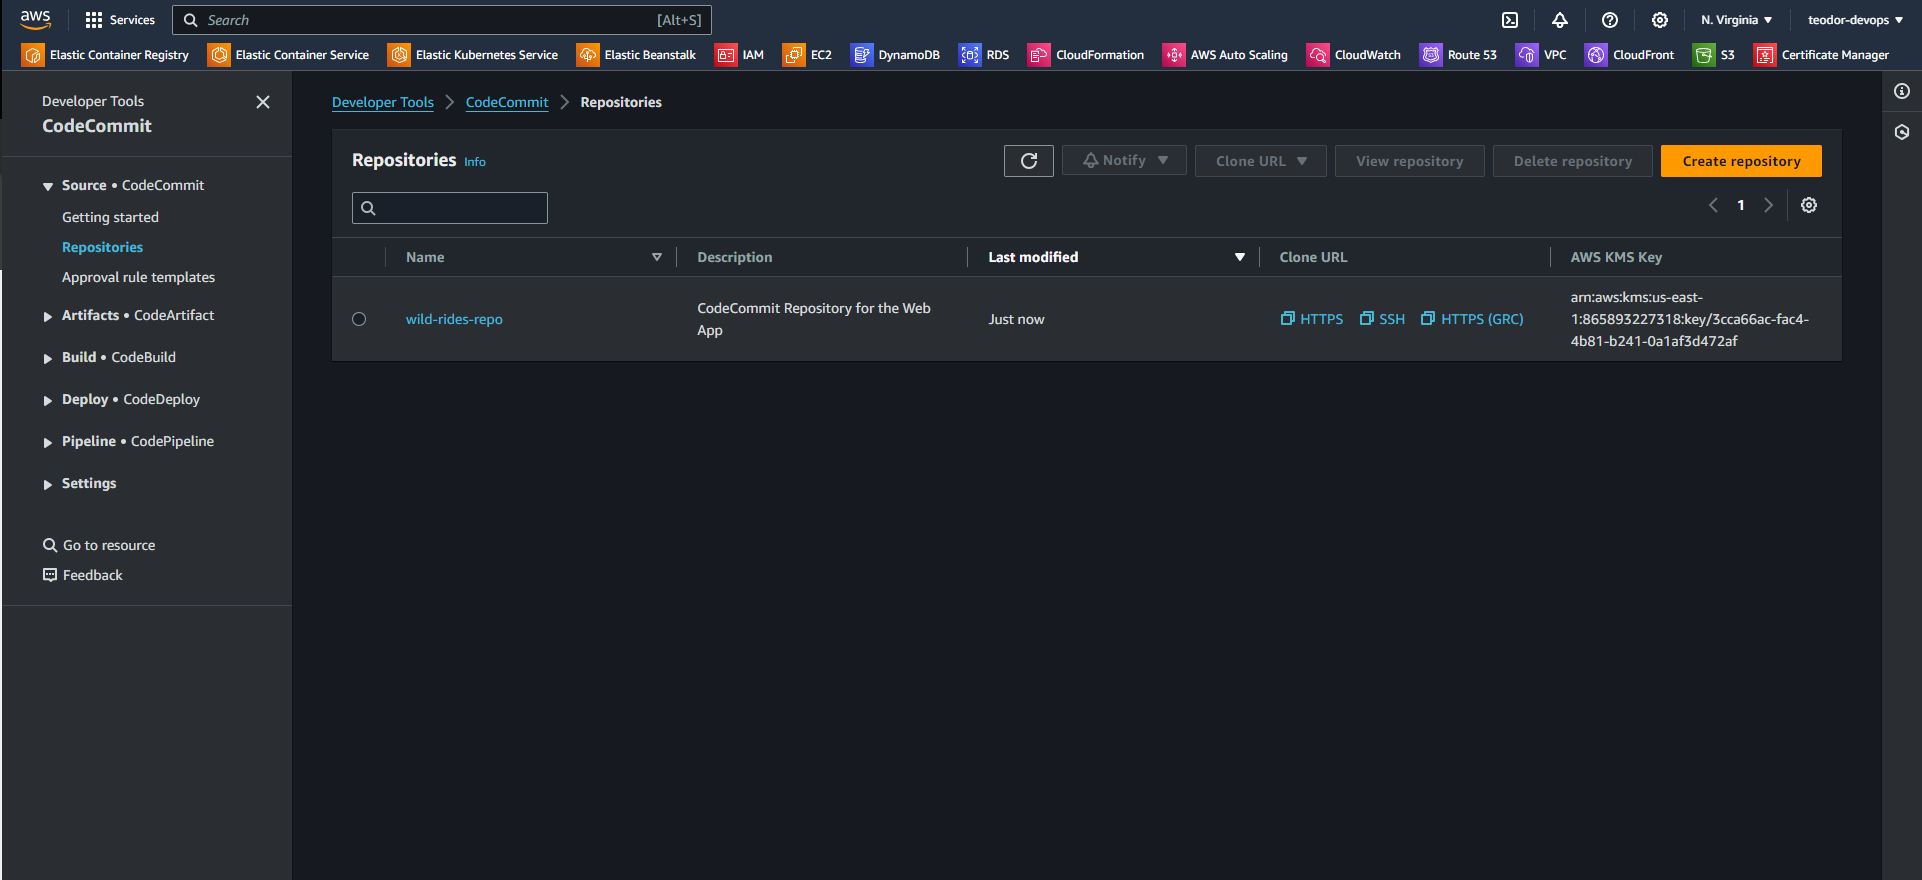 aws Services Search [Alt+S] N. Virginia teodor-devops
Elastic Container Registry Elastic Container Service Elastic Kubernetes Service Elastic Beanstalk IAM EC2 DynamoDB RDS CloudFormation AWS Auto Scaling CloudWatch Route 53 VPC CloudFront S3 Certificate Manager
Developer Tools
CodeCommit
Source • CodeCommit
Getting started
Repositories
Approval rule templates
Artifacts • CodeArtifact
Build • CodeBuild
Deploy • CodeDeploy
Pipeline • CodePipeline
Settings
Go to resource
Feedback
Developer Tools CodeCommit Repositories
Repositories Info
Notify Clone URL View repository Delete repository Create repository
1
Name Description Last modified Clone URL AWS KMS Key
wild-rides-repo
CodeCommit Repository for the Web
App
Just now
HTTPS SSH HTTPS (GRC)
arn:aws:kms:us-east-
1:865893227318:key/3cca66ac-fac4-
4b81-b241-0a1af3d472af